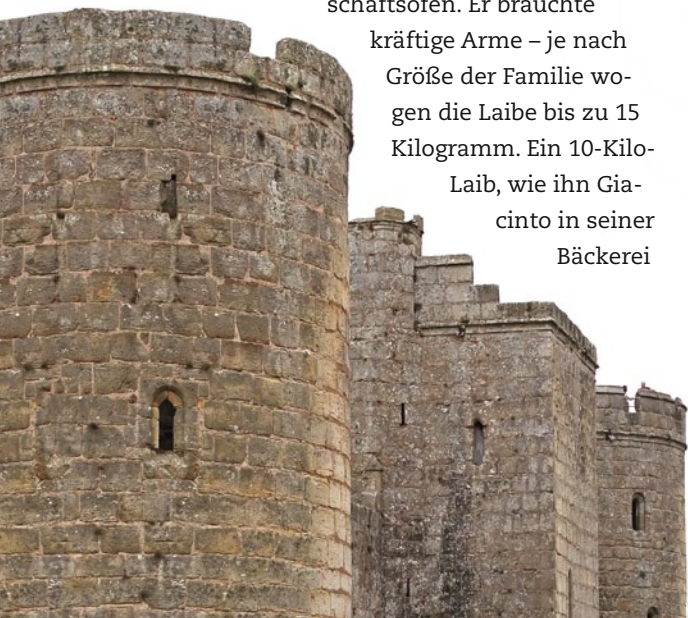 schaftsofen. Er brauchte
kräftige Arme – je nach
Größe der Familie wo-
gen die Laibe bis zu 15
Kilogramm. Ein 10-Kilo-
Laib, wie ihn Gia-
cinto in seiner
Bäckerei